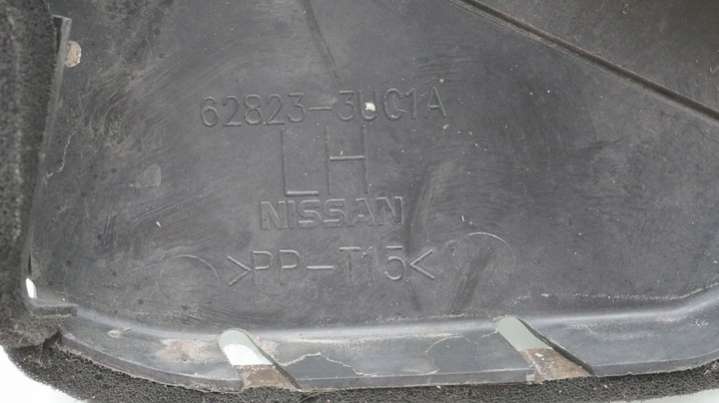 62823-3UC1A
LH
NISSAN
>PP-T15<